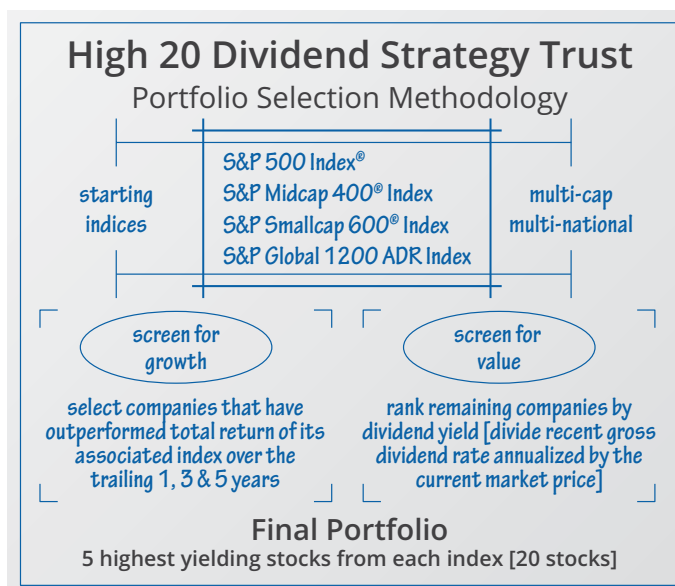 High 20 Dividend Strategy Trust
Portfolio Selection Methodology
starting
indices
S&P 500 Index®
S&P Midcap 400® Index
S&P Smallcap 600® Index
S&P Global 1200 ADR Index
multi-cap
multi-national
screen for
growth
select companies that have
outperformed total return of its
associated index over the
trailing 1, 3 & 5 years
screen for
value
rank remaining companies by
dividend yield [divide recent gross
dividend rate annualized by the
current market price]
Final Portfolio
5 highest yielding stocks from each index [20 stocks]